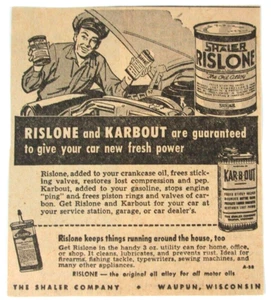 SHALER
RISLONE
The Oil Alloy
KARBOUT
RISLONE and KARBOUT are guaranteed
to give your car new fresh power
Rislone, added to your crankcase oil, frees stick-
ing valves, restores lost compression and pep.
Karbout, added to your gasoline, stops engine
"ping" and frees piston rings and valves of car-
bon. Get Rislone and Karbout for your car at
your service station, garage, or car dealer's.
Rislone keeps things running around the house, too
Get Rislone in the handy 3 oz. utility can for home, office,
or shop. It cleans, lubricates, and prevents rust. Ideal for
firearms, fishing tackle, typewriters, sewing machines, and
many other appliances.
RISLONE — the original oil alloy for all motor oils
THE SHALER COMPANY • WAUPUN, WISCONSIN